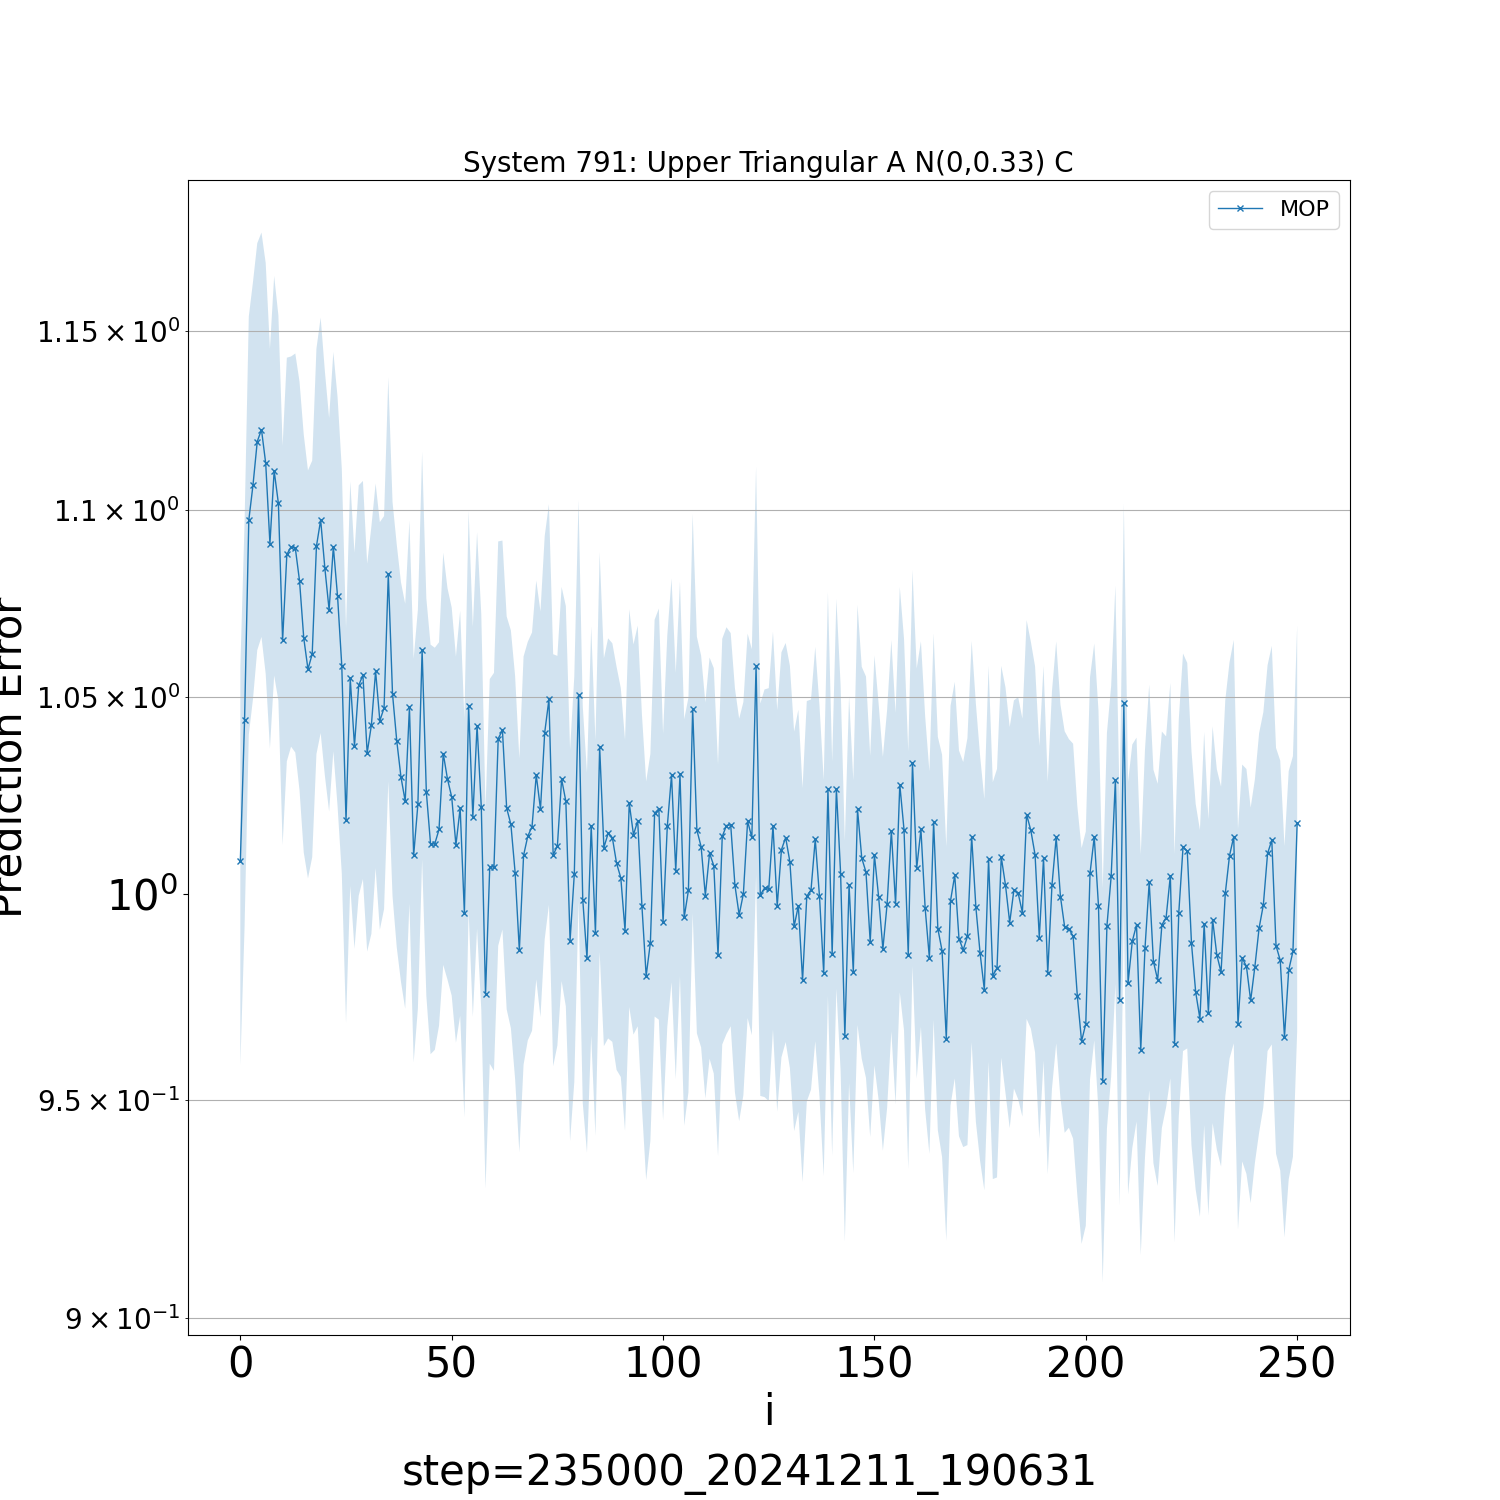 System 791: Upper Triangular A N(0,0.33) C
MOP
Prediction Error
1.15 × 10⁰
1.1 × 10⁰
1.05 × 10⁰
10⁰
9.5 × 10⁻¹
9 × 10⁻¹
0 50 100 150 200 250
i
step=235000_20241211_190631